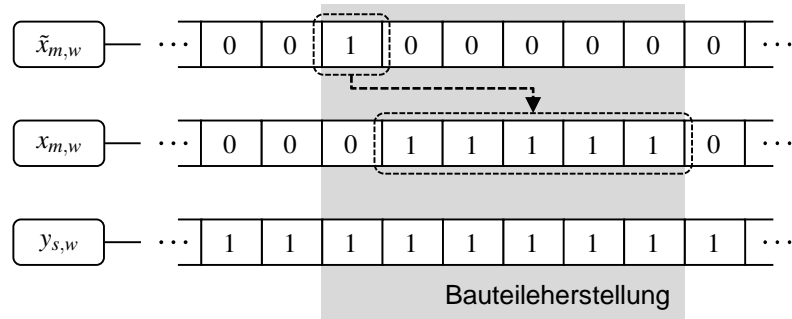 x̃m,w ··· 0 0 1 0 0 0 0 0 0 ···
xm,w ··· 0 0 0 1 1 1 1 1 0 ···
ys,w ··· 1 1 1 1 1 1 1 1 1 ···
Bauteileherstellung